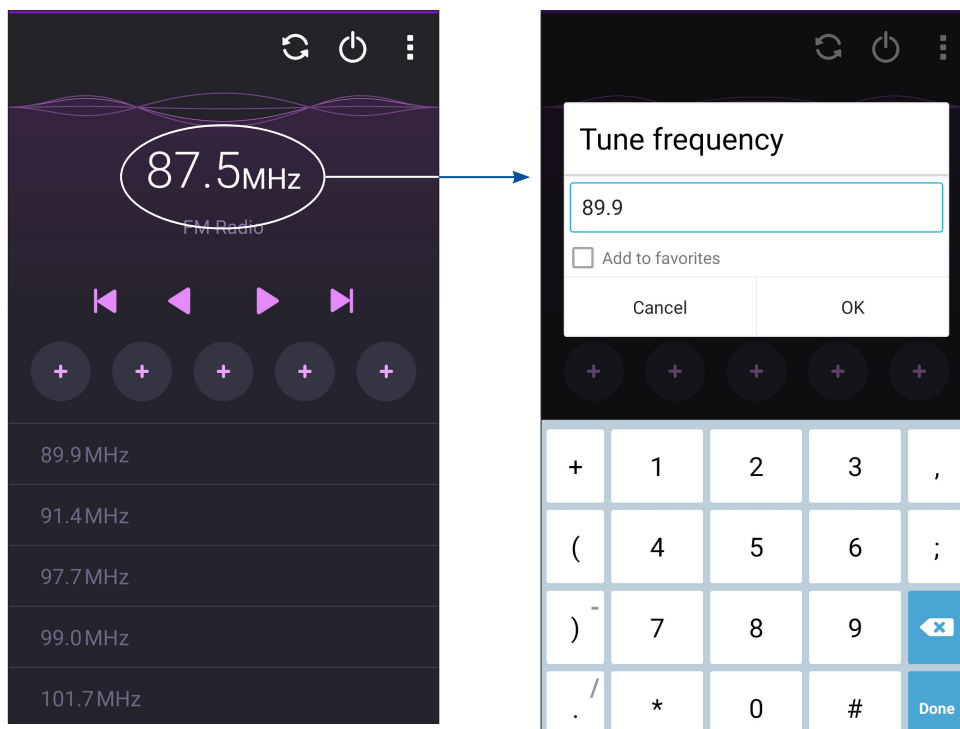 87.5MHz
FM Radio
+ + + + +
89.9MHz
91.4MHz
97.7MHz
99.0MHz
101.7MHz
Tune frequency
89.9
Add to favorites
Cancel OK
+ + + + +
+ 1 2 3 ,
( 4 5 6 ;
) - 7 8 9
. / * 0 # Done